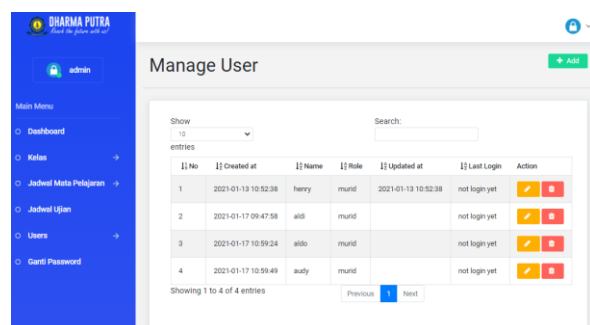 DHARMA PUTRA
Reach the future with us!
admin
Main Menu
Dashboard
Kelas
Jadwal Mata Pelajaran
Jadwal Ujian
Users
Ganti Password
Manage User
+ Add
Show
10
entries
Search:
No Created at Name Role Updated at Last Login Action
1 2021-01-13 10:52:38 henry murid 2021-01-13 10:52:38 not login yet
2 2021-01-17 09:47:58 aldi murid not login yet
3 2021-01-17 10:59:24 aldo murid not login yet
4 2021-01-17 10:59:49 audy murid not login yet
Showing 1 to 4 of 4 entries
Previous 1 Next